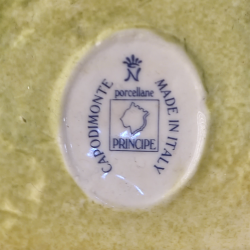 N
porcellane
PRINCIPE
CAPODIMONTE
MADE IN ITALY